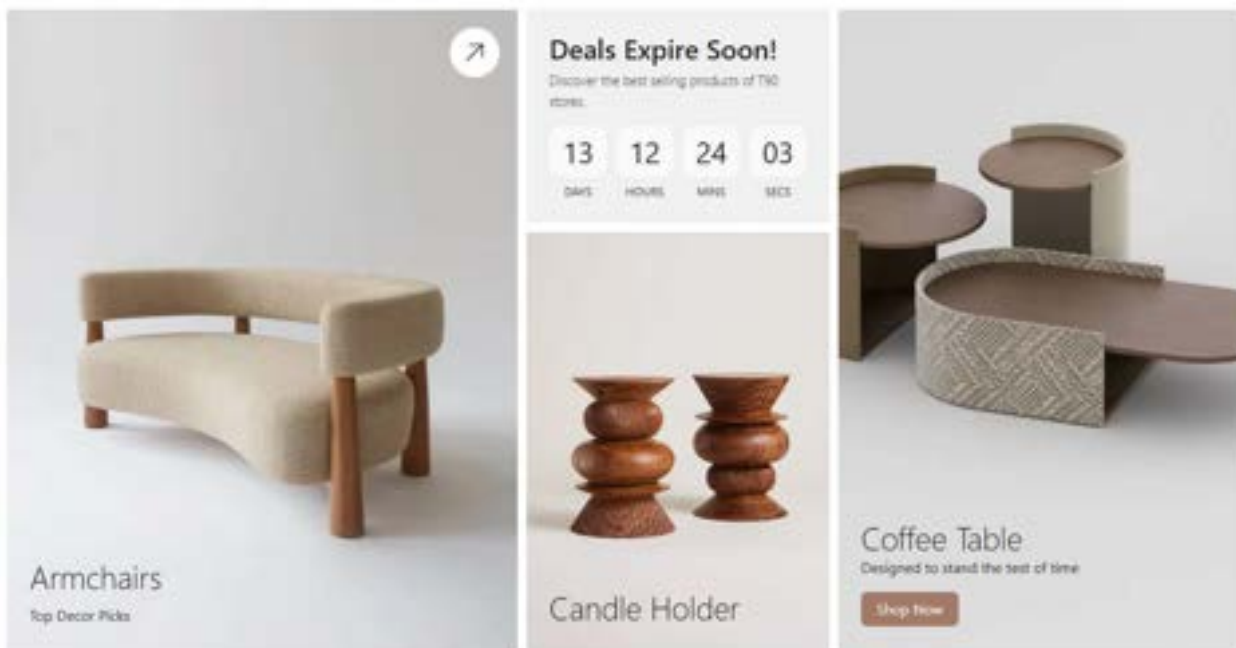 Armchairs
Top Decor Picks
Deals Expire Soon!
Discover the best selling products of T90
stores.
13 12 24 03
DAYS HOURS MINS SECS
Candle Holder
Coffee Table
Designed to stand the test of time
Shop Now